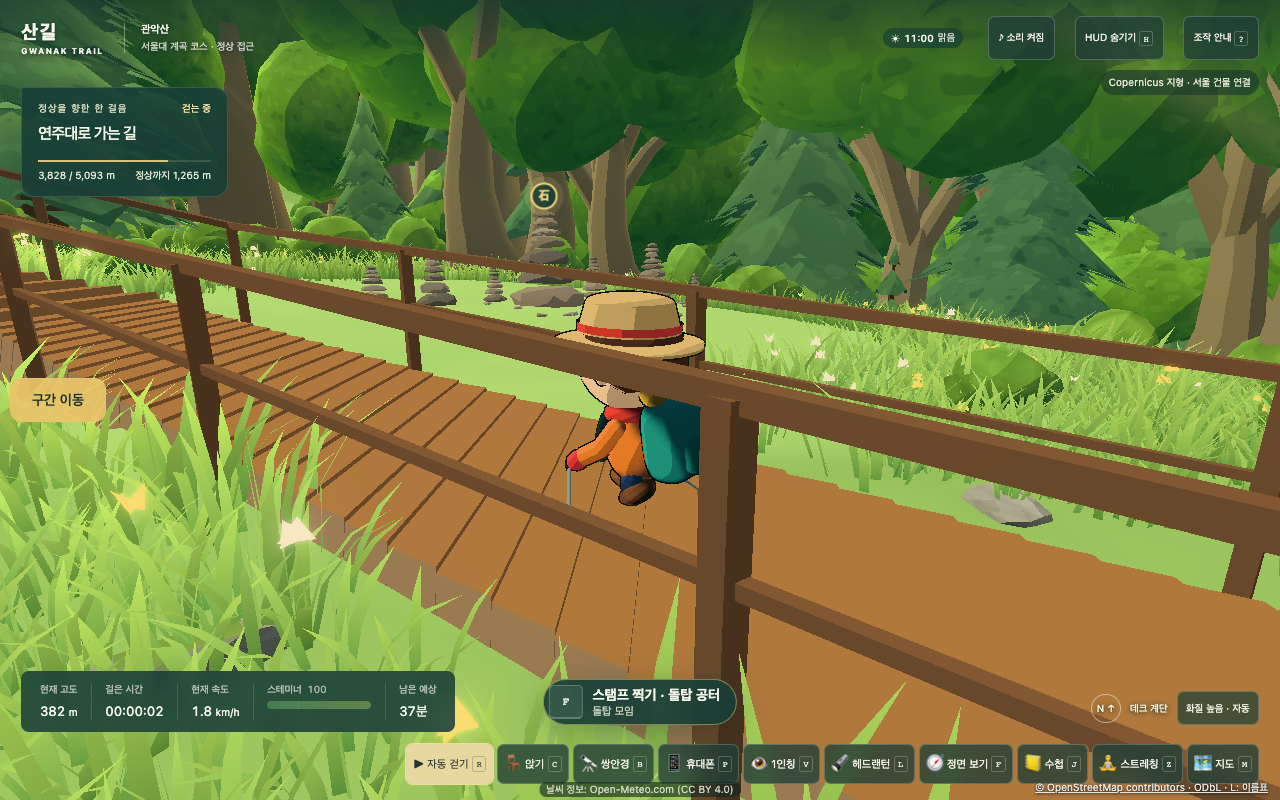 산길
GWANAK TRAIL
관악산
서울대 계곡 코스 · 정상 접근
☀ 11:00 맑음
♪ 소리 켜짐
HUD 숨기기 H
조작 안내 ?
Copernicus 지형 · 서울 건물 연결
정상을 향한 한 걸음
걷는 중
연주대로 가는 길
3,828 / 5,093 m
정상까지 1,265 m
石
구간 이동
현재 고도
382 m
걸은 시간
00:00:02
현재 속도
1.8 km/h
스테미너 100
남은 예상
37분
F
스탬프 찍기 · 돌탑 공터
돌탑 모임
N ↑
데크 계단
화질 높음 · 자동
▶ 자동 걷기 R
앉기 C
쌍안경 B
휴대폰 P
1인칭 V
헤드랜턴 L
정면 보기 F
수첩 J
스트레칭 Z
지도 M
날씨 정보: Open-Meteo.com (CC BY 4.0)
© OpenStreetMap contributors · ODbL · L: 이름표